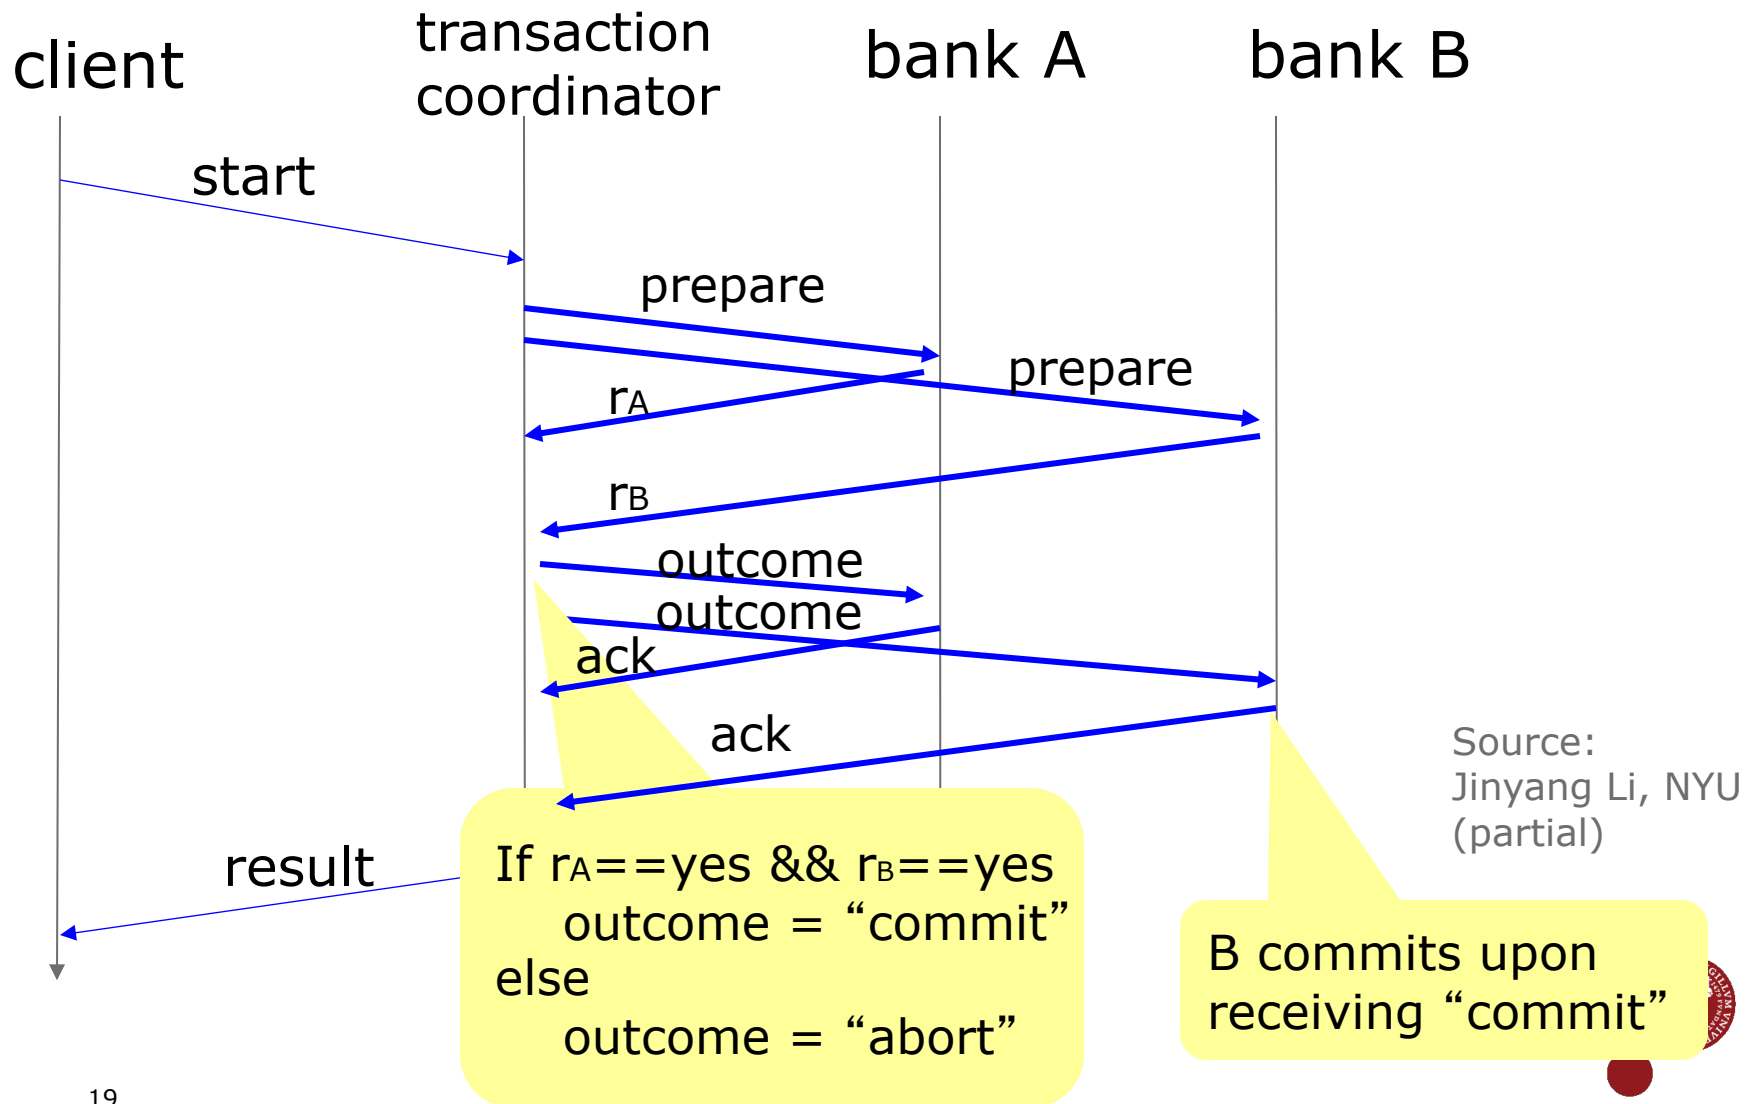 client
transaction
coordinator
bank A
bank B
start
prepare
prepare
rA
rB
outcome
outcome
ack
ack
Source:
Jinyang Li, NYU
(partial)
result
If rA==yes && rB==yes
outcome = “commit”
else
outcome = “abort”
B commits upon
receiving “commit”
19